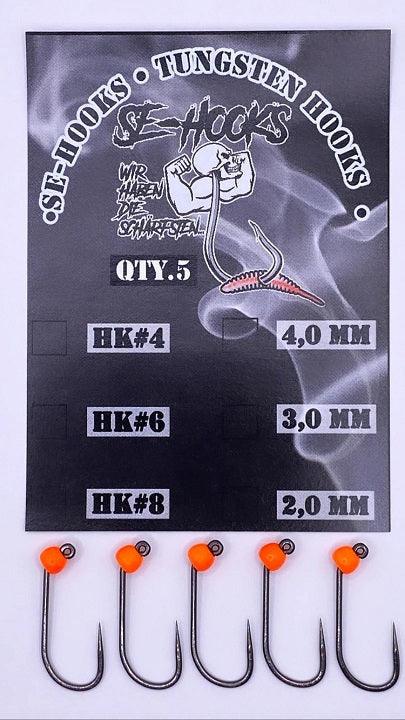 •SE-HOOKS • TUNGSTEN HOOKS •
SE-HOOKS
WIR
HABEN
DIE
SCHÄRFSTEN...
QTY.5
HK#4 4,0 MM
HK#6 3,0 MM
HK#8 2,0 MM